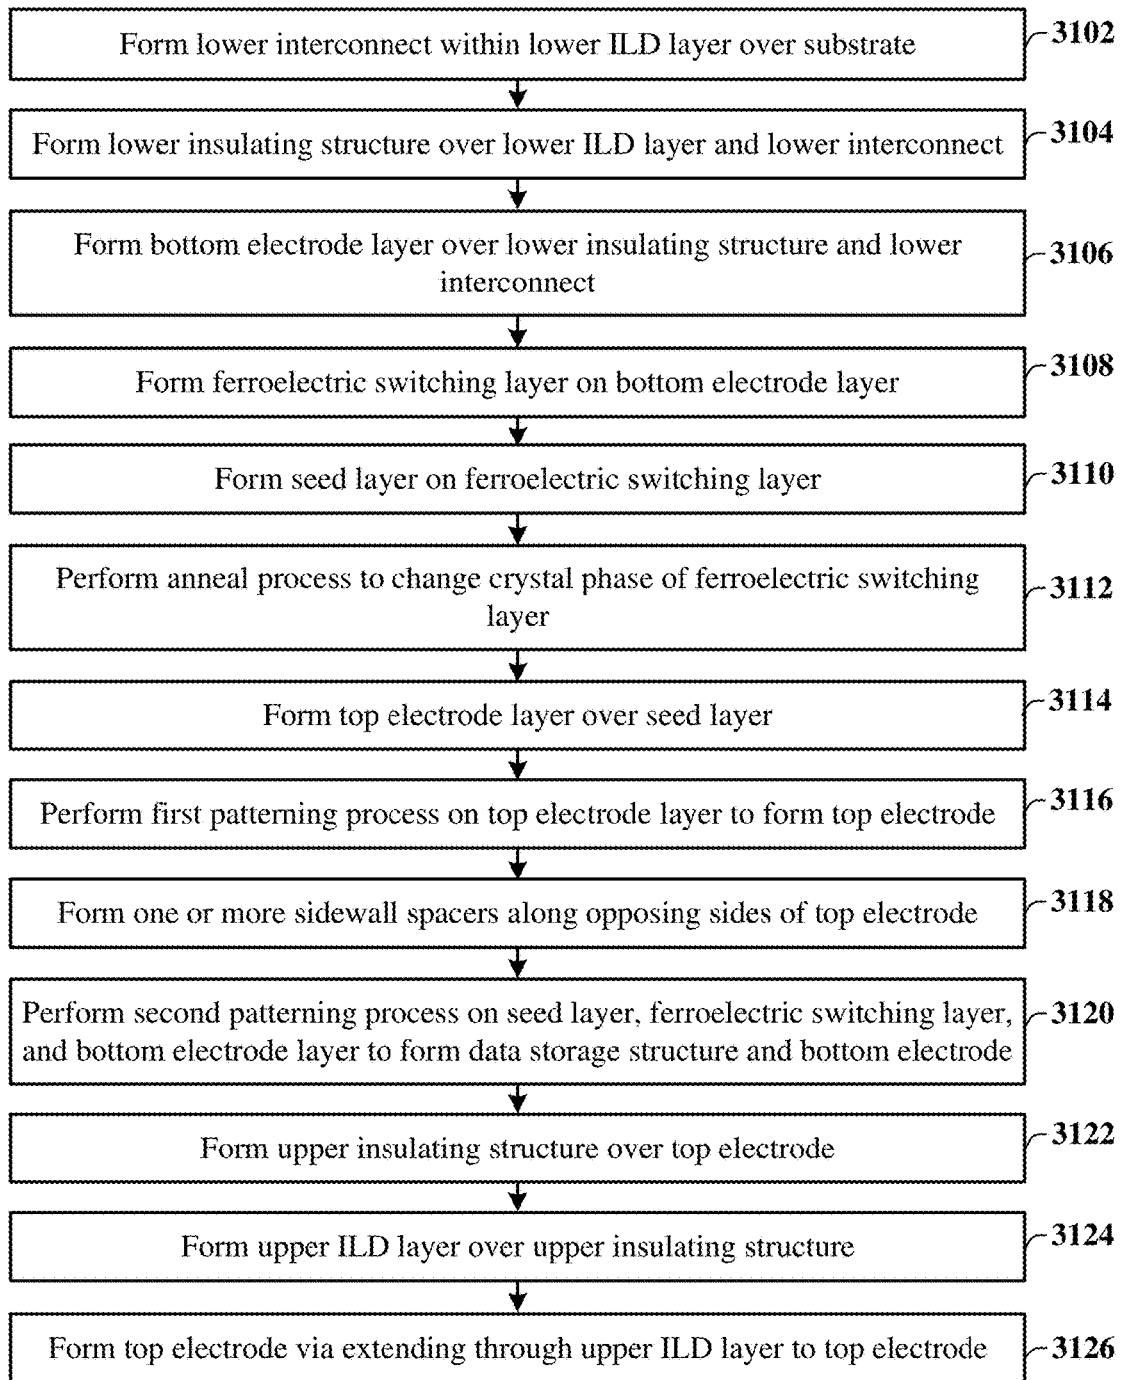 Form lower interconnect within lower ILD layer over substrate
3102
Form lower insulating structure over lower ILD layer and lower interconnect
3104
Form bottom electrode layer over lower insulating structure and lower
interconnect
3106
Form ferroelectric switching layer on bottom electrode layer
3108
Form seed layer on ferroelectric switching layer
3110
Perform anneal process to change crystal phase of ferroelectric switching
layer
3112
Form top electrode layer over seed layer
3114
Perform first patterning process on top electrode layer to form top electrode
3116
Form one or more sidewall spacers along opposing sides of top electrode
3118
Perform second patterning process on seed layer, ferroelectric switching layer,
and bottom electrode layer to form data storage structure and bottom electrode
3120
Form upper insulating structure over top electrode
3122
Form upper ILD layer over upper insulating structure
3124
Form top electrode via extending through upper ILD layer to top electrode
3126